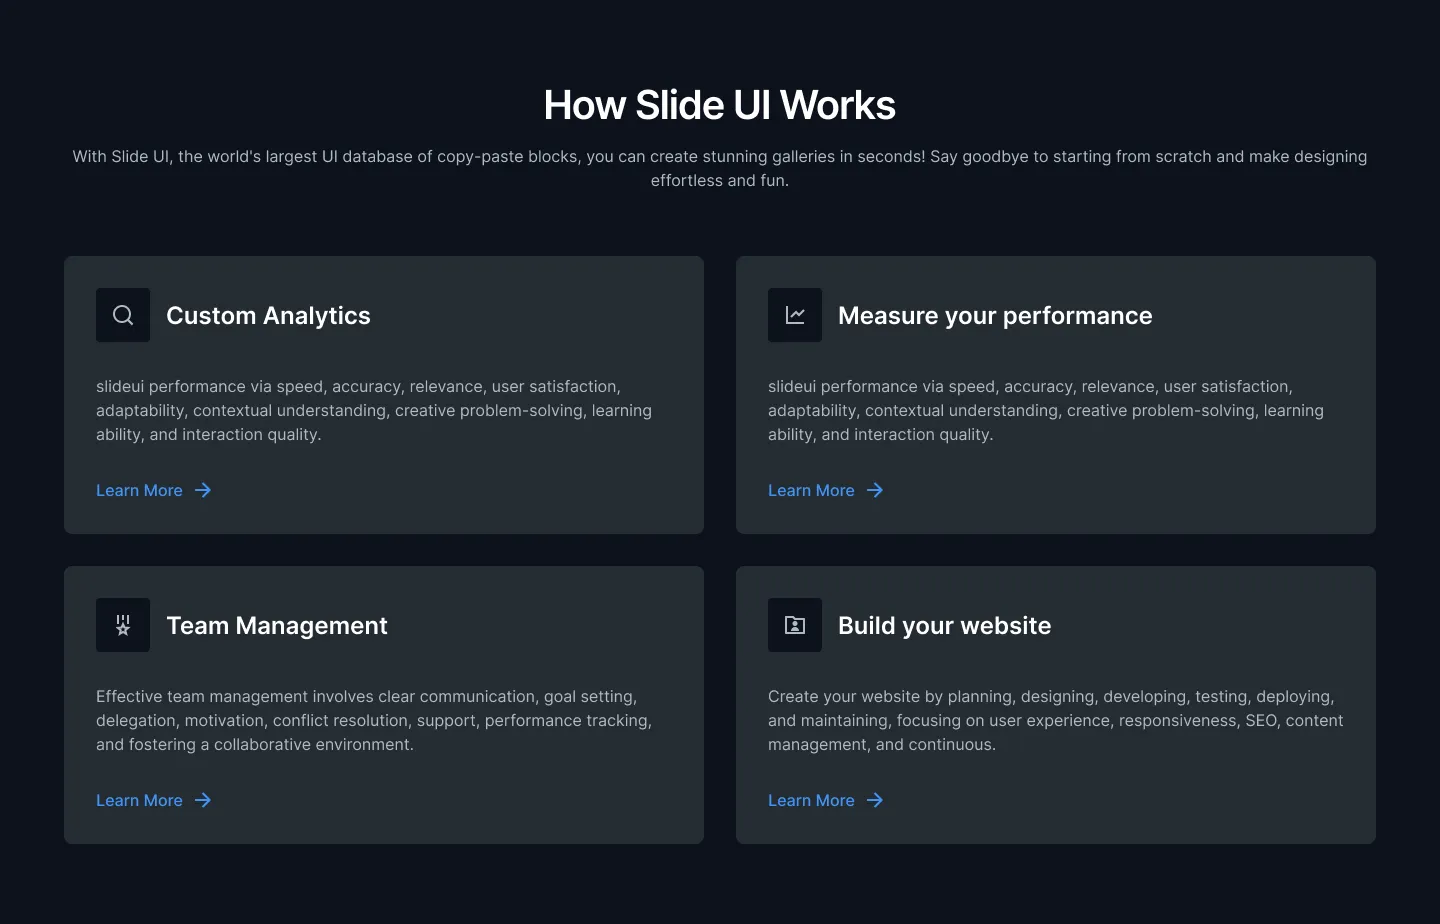 How Slide UI Works
With Slide UI, the world's largest UI database of copy-paste blocks, you can create stunning galleries in seconds! Say goodbye to starting from scratch and make designing
effortless and fun.
Custom Analytics
slideui performance via speed, accuracy, relevance, user satisfaction,
adaptability, contextual understanding, creative problem-solving, learning
ability, and interaction quality.
Learn More
Measure your performance
slideui performance via speed, accuracy, relevance, user satisfaction,
adaptability, contextual understanding, creative problem-solving, learning
ability, and interaction quality.
Learn More
Team Management
Effective team management involves clear communication, goal setting,
delegation, motivation, conflict resolution, support, performance tracking,
and fostering a collaborative environment.
Learn More
Build your website
Create your website by planning, designing, developing, testing, deploying,
and maintaining, focusing on user experience, responsiveness, SEO, content
management, and continuous.
Learn More